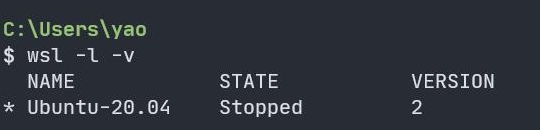 C:\Users\yao
$ wsl -l -v
  NAME            STATE           VERSION
* Ubuntu-20.04    Stopped         2